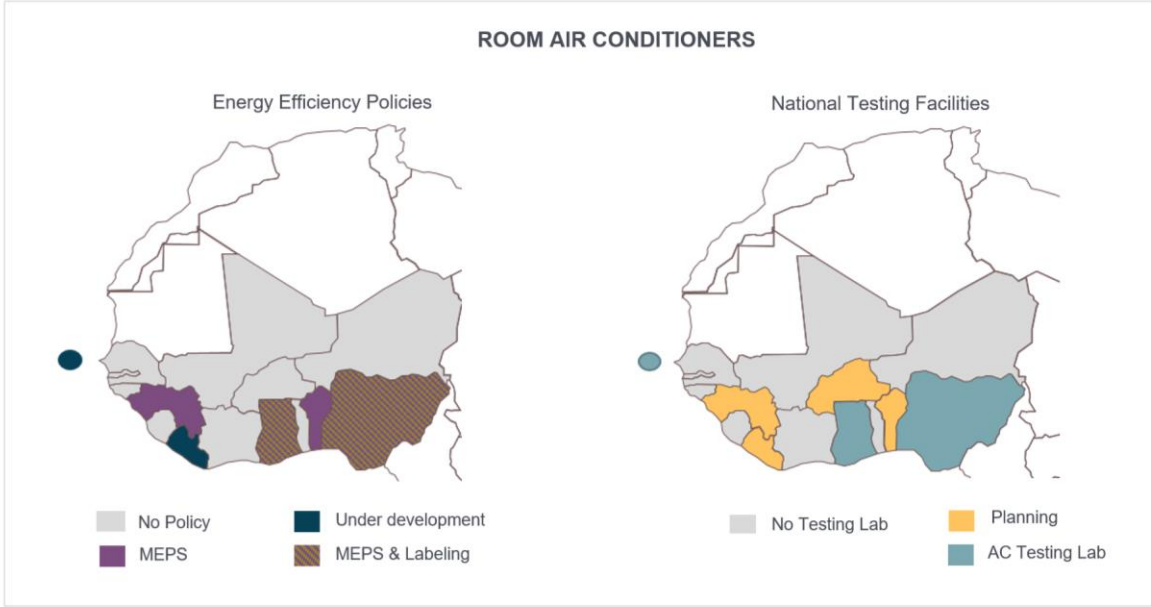 ROOM AIR CONDITIONERS
Energy Efficiency Policies
National Testing Facilities
No Policy
Under development
MEPS
MEPS & Labeling
No Testing Lab
Planning
AC Testing Lab